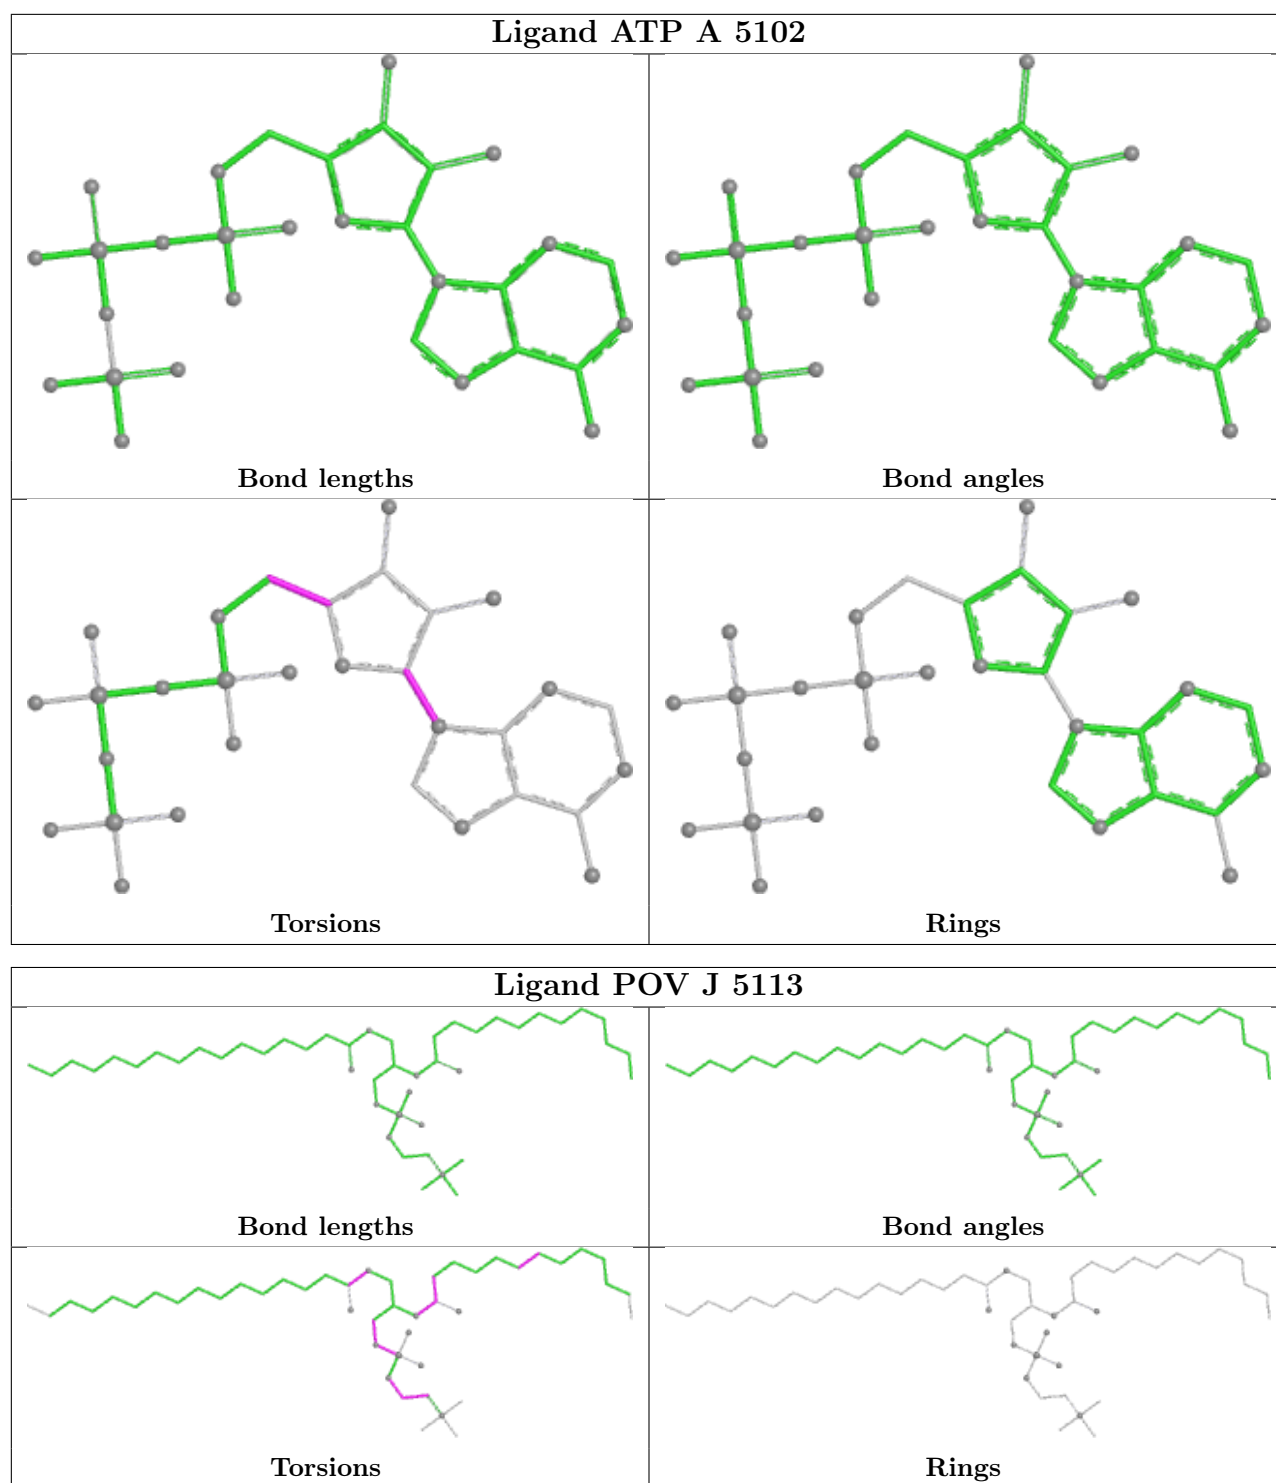 Ligand ATP A 5102
Bond lengths
Bond angles
Torsions
Rings
Ligand POV J 5113
Bond lengths
Bond angles
Torsions
Rings